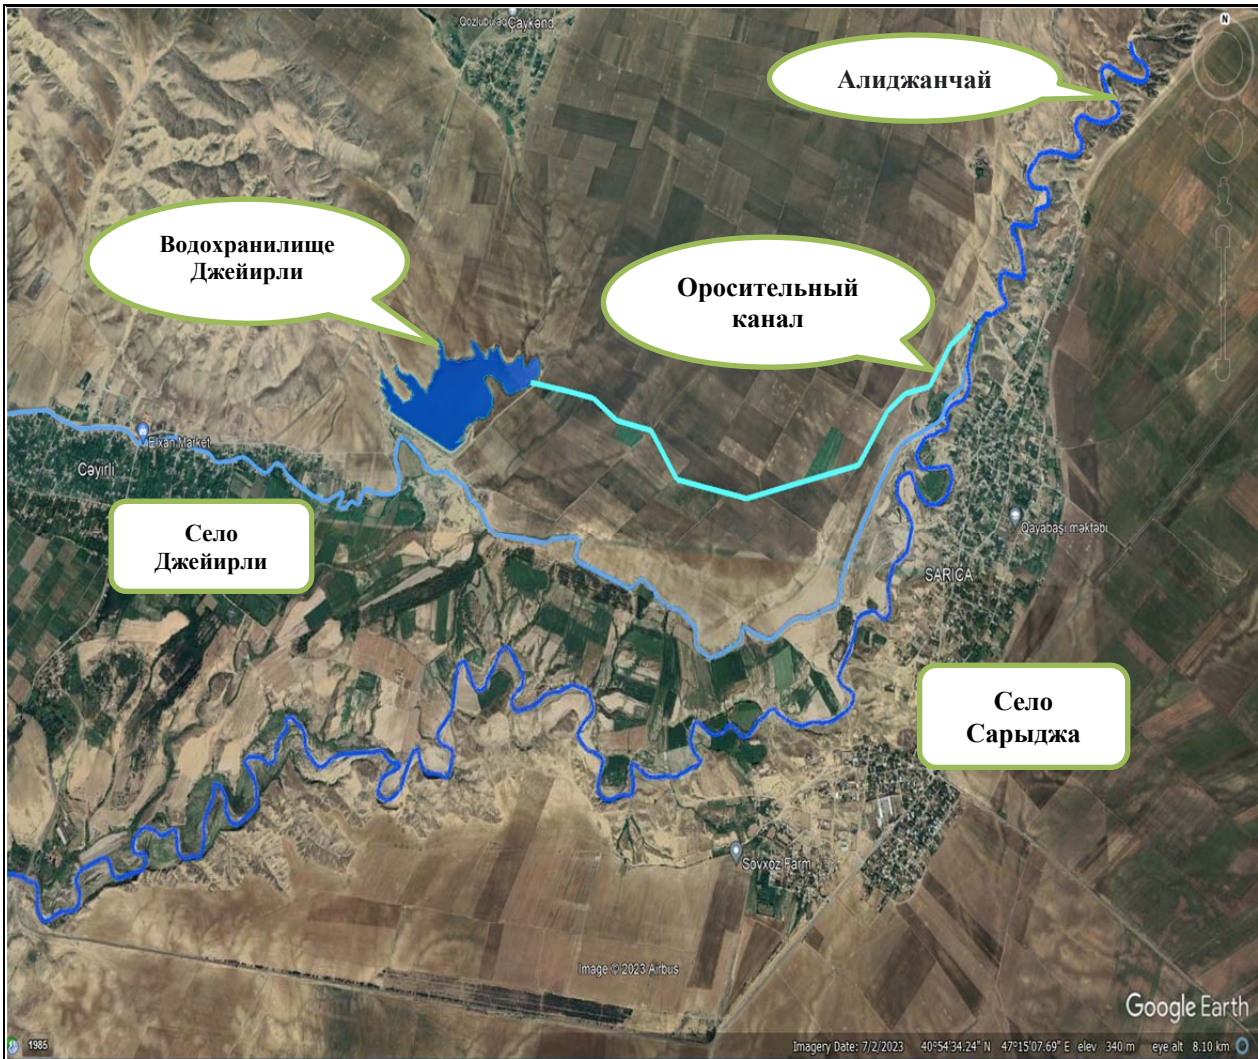 Qozlubulaq Çaykənd
Алиджанчай
Водохранилище
Джейирли
Оросительный
канал
N
Elxan Market
Cəyirli
Село
Джейирли
Qayabaşı məktəbi
SARICA
Село
Сарыджа
Sovxoz Farm
Image © 2023 Airbus
Google Earth
1985
Imagery Date: 7/2/2023 40°54'34.24" N 47°15'07.69" E elev 340 m eye alt 8.10 km